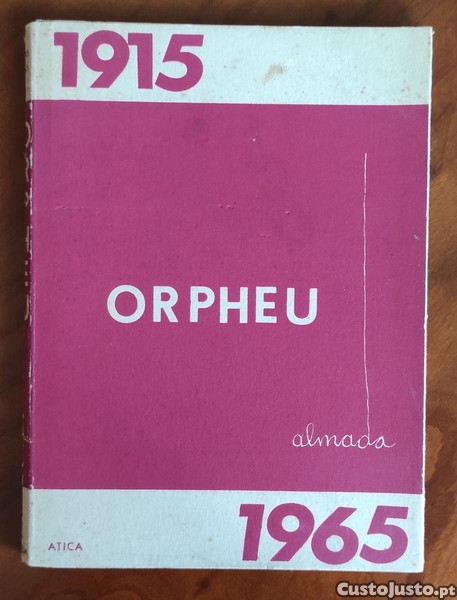 1915
ORPHEU
almada
ATICA
1965
CustoJusto.pt